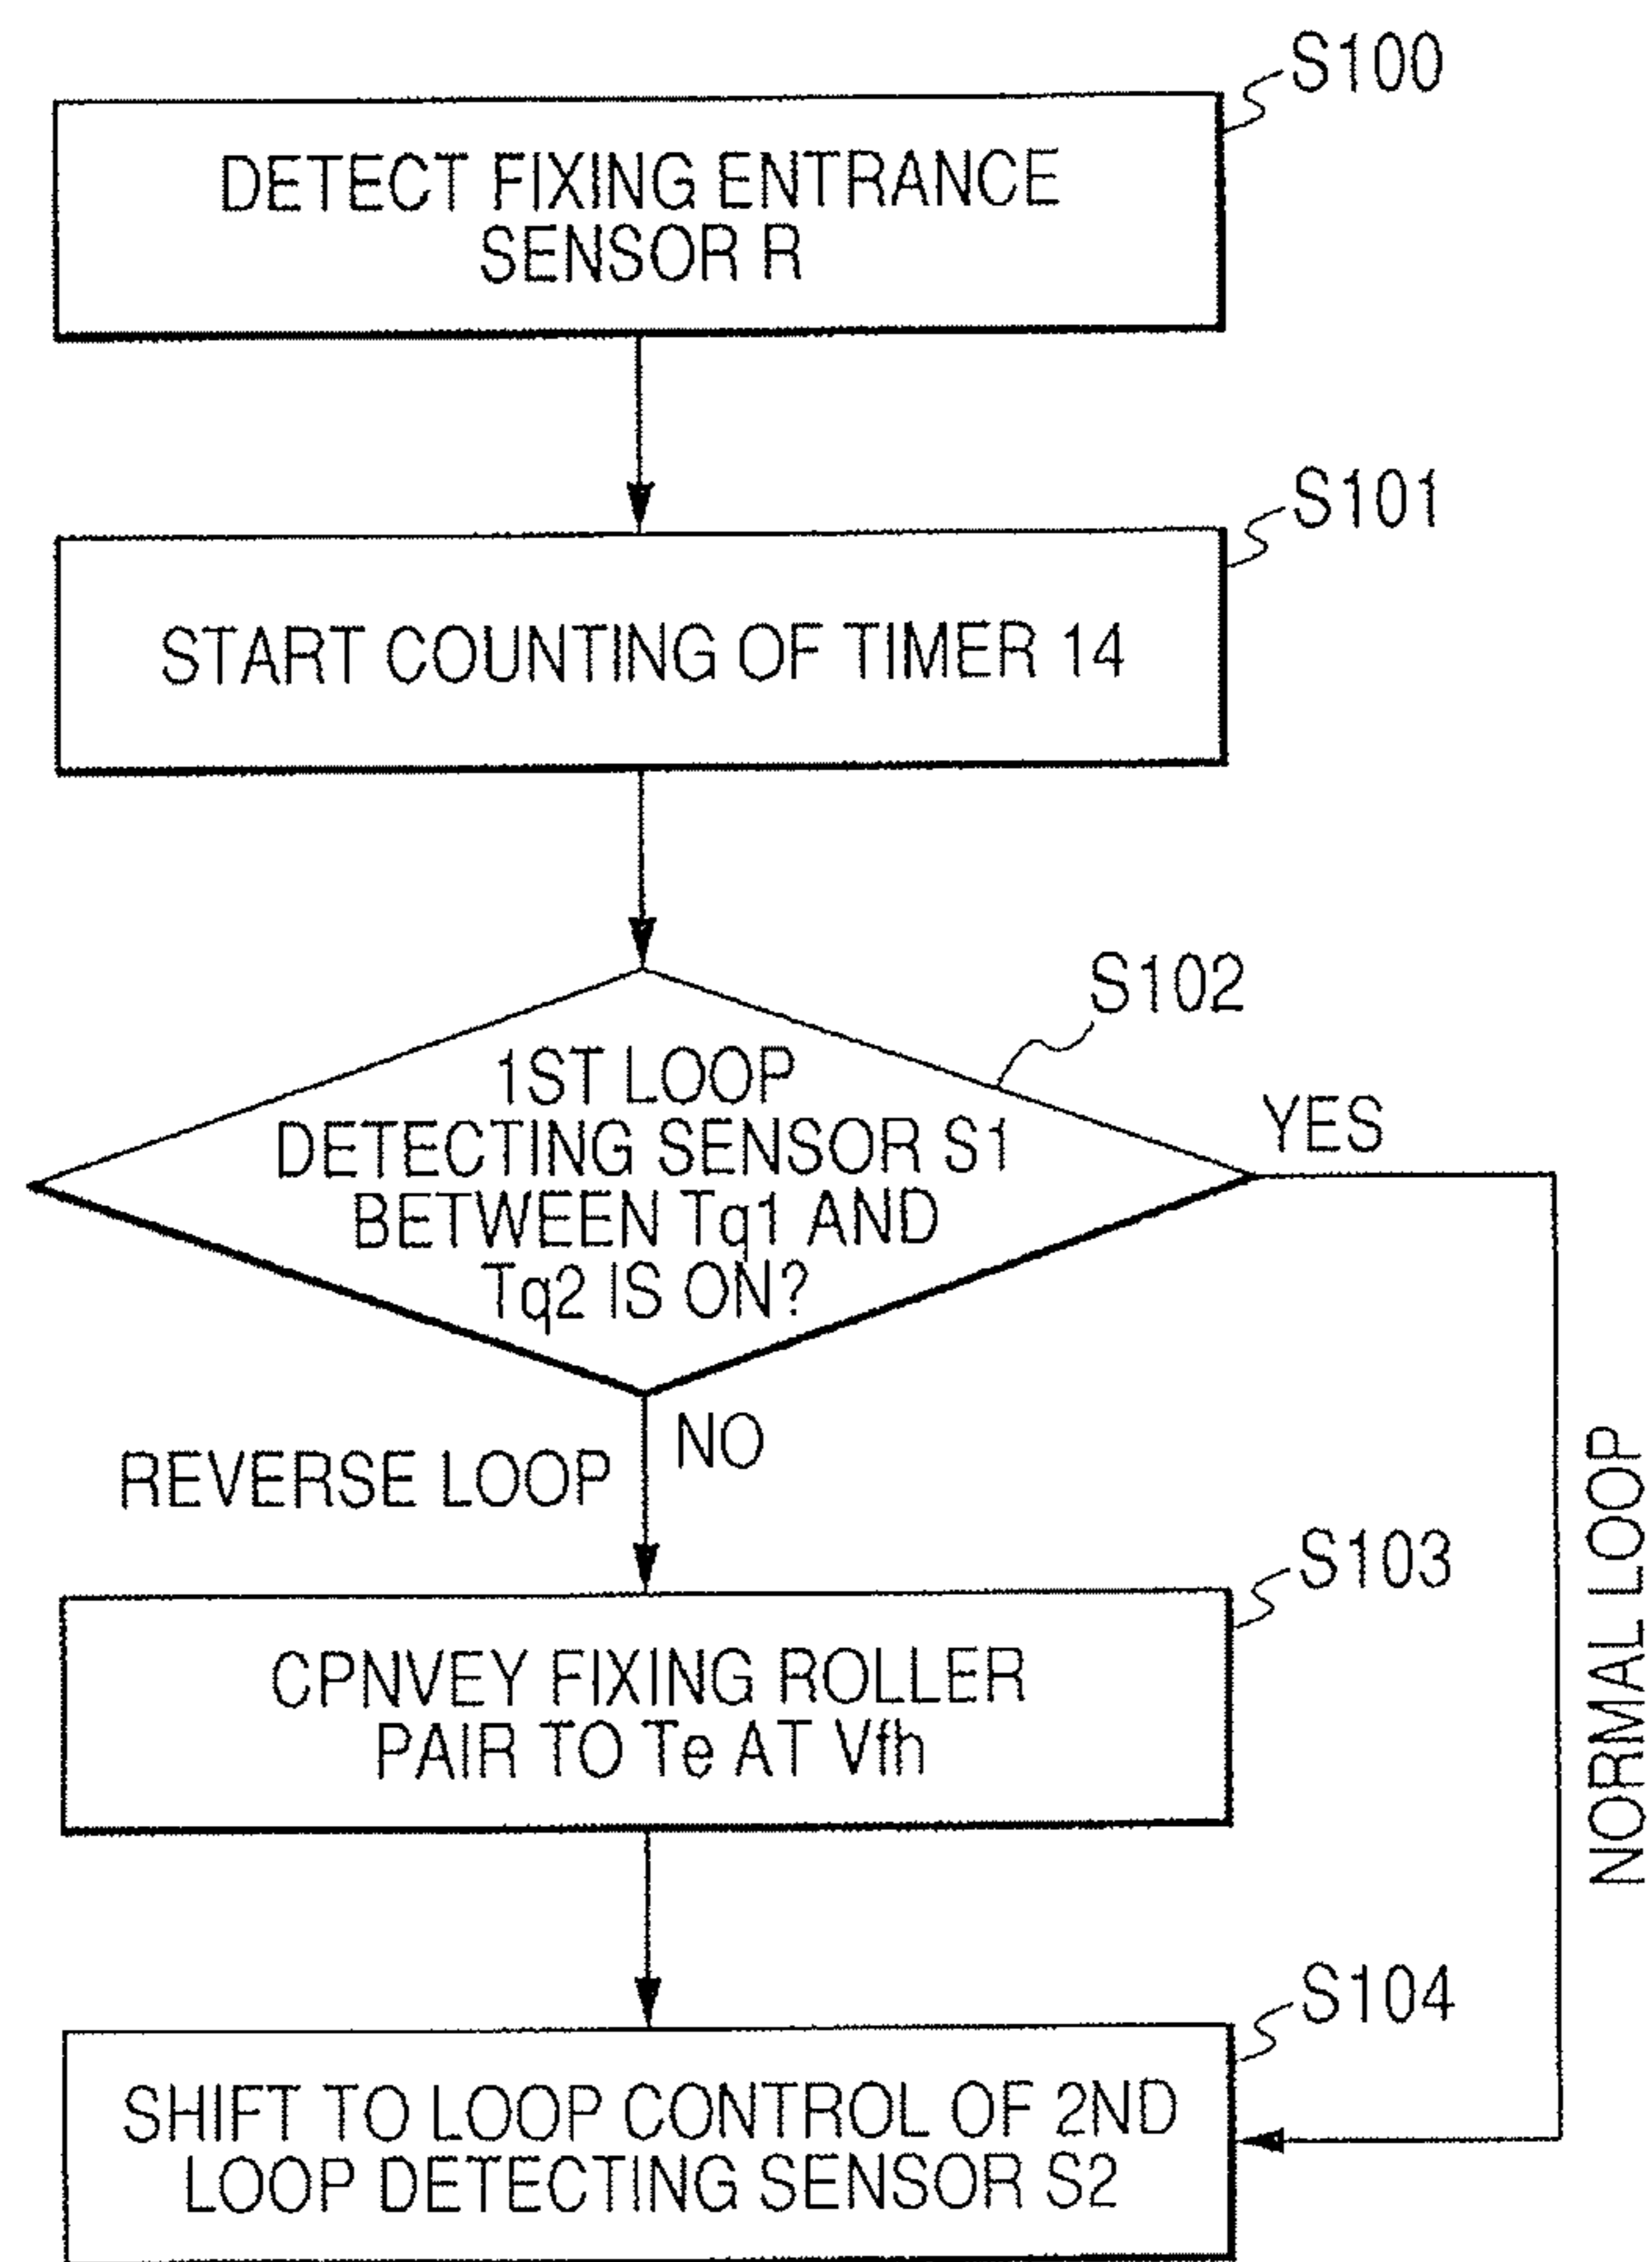 S100
DETECT FIXING ENTRANCE
SENSOR R
S101
START COUNTING OF TIMER 14
S102
1ST LOOP
DETECTING SENSOR S1
BETWEEN Tq1 AND
Tq2 IS ON?
YES
NO
REVERSE LOOP
NORMAL LOOP
S103
CPNVEY FIXING ROLLER
PAIR TO Te AT Vfh
S104
SHIFT TO LOOP CONTROL OF 2ND
LOOP DETECTING SENSOR S2